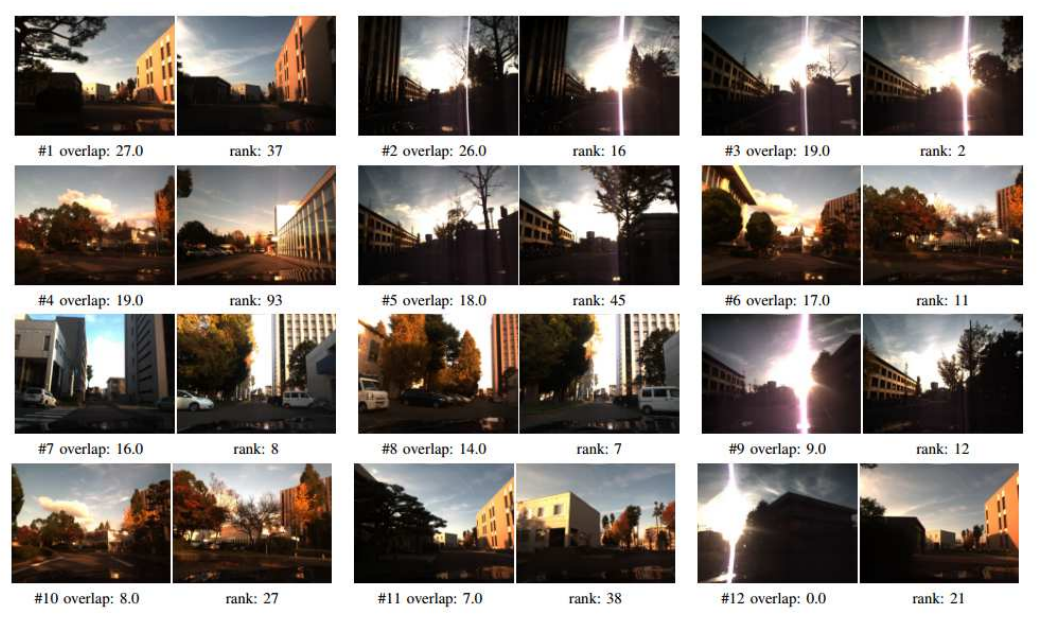 #1 overlap: 27.0 rank: 37 #2 overlap: 26.0 rank: 16 #3 overlap: 19.0 rank: 2
#4 overlap: 19.0 rank: 93 #5 overlap: 18.0 rank: 45 #6 overlap: 17.0 rank: 11
#7 overlap: 16.0 rank: 8 #8 overlap: 14.0 rank: 7 #9 overlap: 9.0 rank: 12
#10 overlap: 8.0 rank: 27 #11 overlap: 7.0 rank: 38 #12 overlap: 0.0 rank: 21